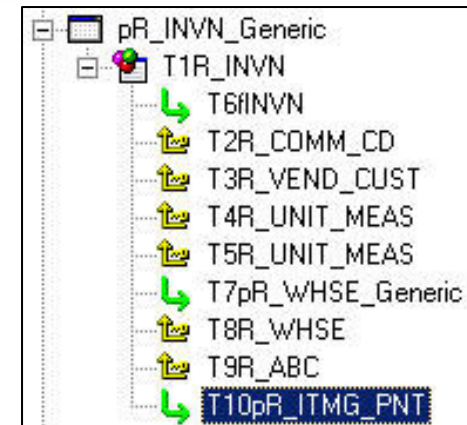 pR_INVN_Generic
T1R_INVN
T6fINVN
T2R_COMM_CD
T3R_VEND_CUST
T4R_UNIT_MEAS
T5R_UNIT_MEAS
T7pR_WHSE_Generic
T8R_WHSE
T9R_ABC
T10pR_ITMG_PNT